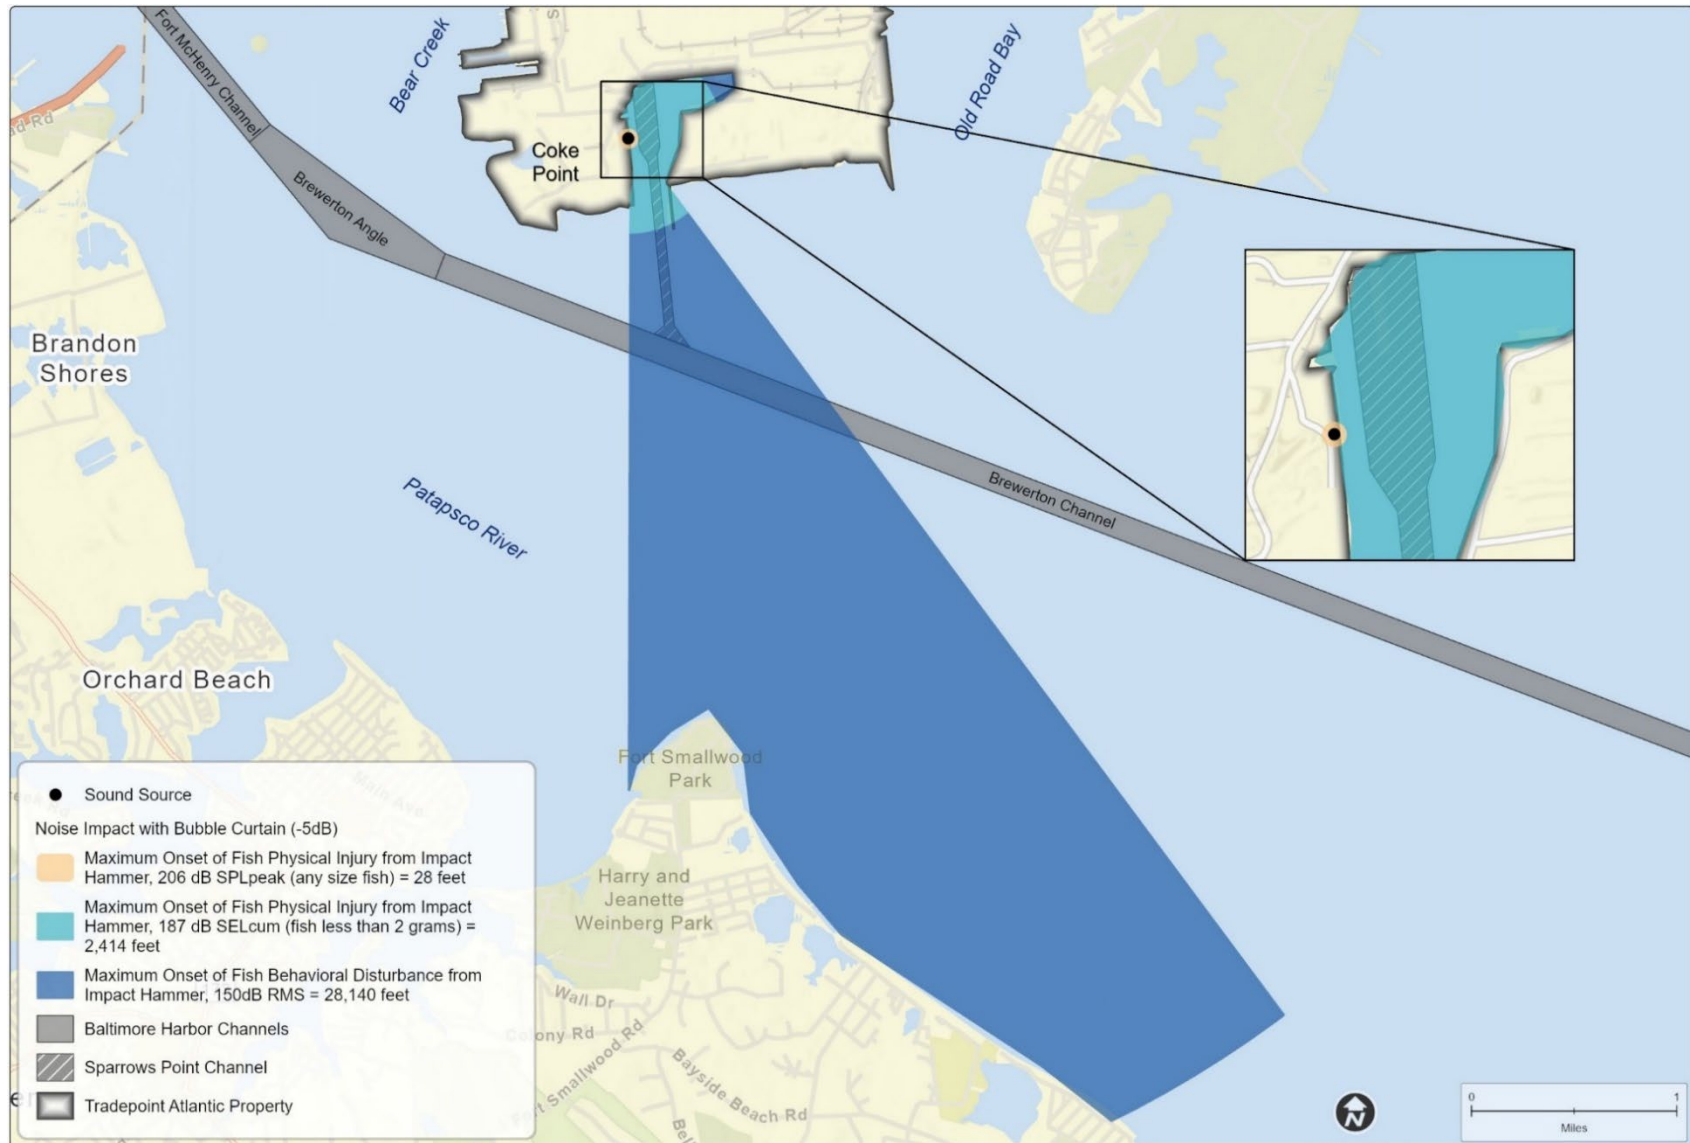 Fort McHenry Channel
Bear Creek
Old Road Bay
Coke
Point
Brewerton Angle
Brandon
Shores
Patapsco River
Brewerton Channel
Orchard Beach
Fort Smallwood
Park
Main Ave
Harry and
Jeanette
Weinberg Park
Wall Dr
Colony Rd
Fort Smallwood Rd
Bayside Beach Rd
Sound Source
Noise Impact with Bubble Curtain (-5dB)
Maximum Onset of Fish Physical Injury from Impact
Hammer, 206 dB SPLpeak (any size fish) = 28 feet
Maximum Onset of Fish Physical Injury from Impact
Hammer, 187 dB SELcum (fish less than 2 grams) =
2,414 feet
Maximum Onset of Fish Behavioral Disturbance from
Impact Hammer, 150dB RMS = 28,140 feet
Baltimore Harbor Channels
Sparrows Point Channel
Tradepoint Atlantic Property
N
0 1
Miles